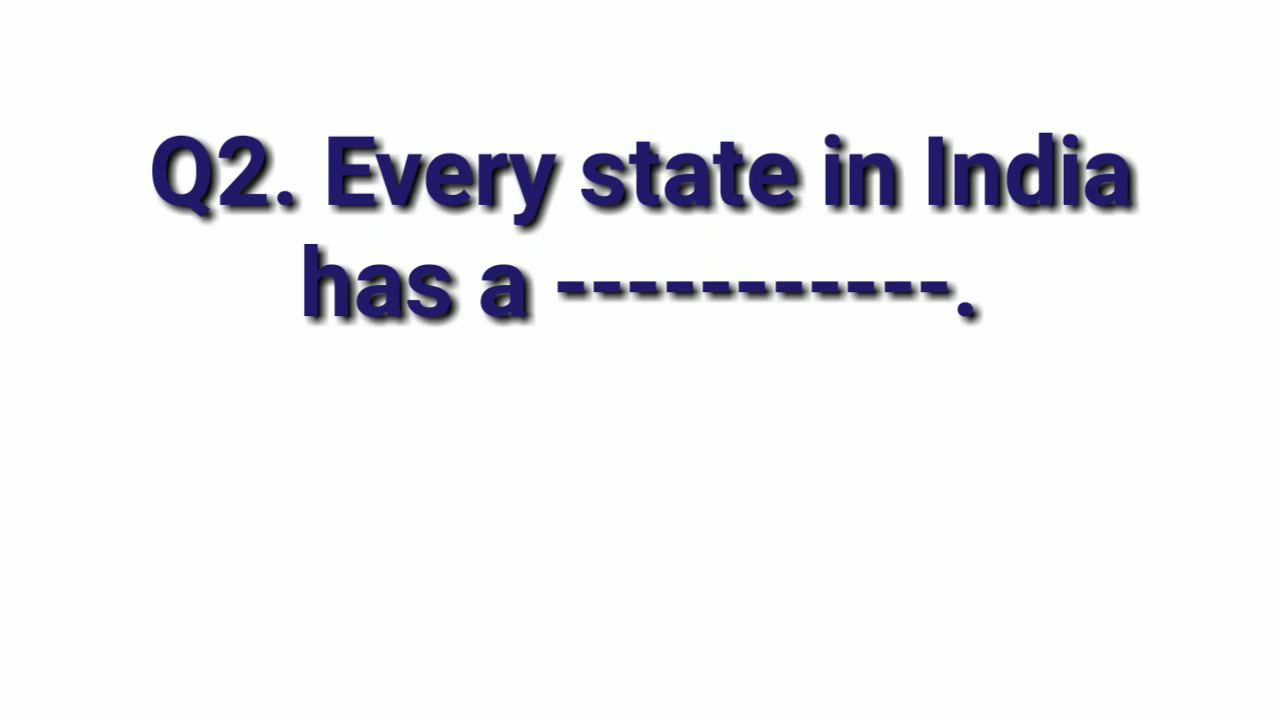 Q2. Every state in India
has a -----------.